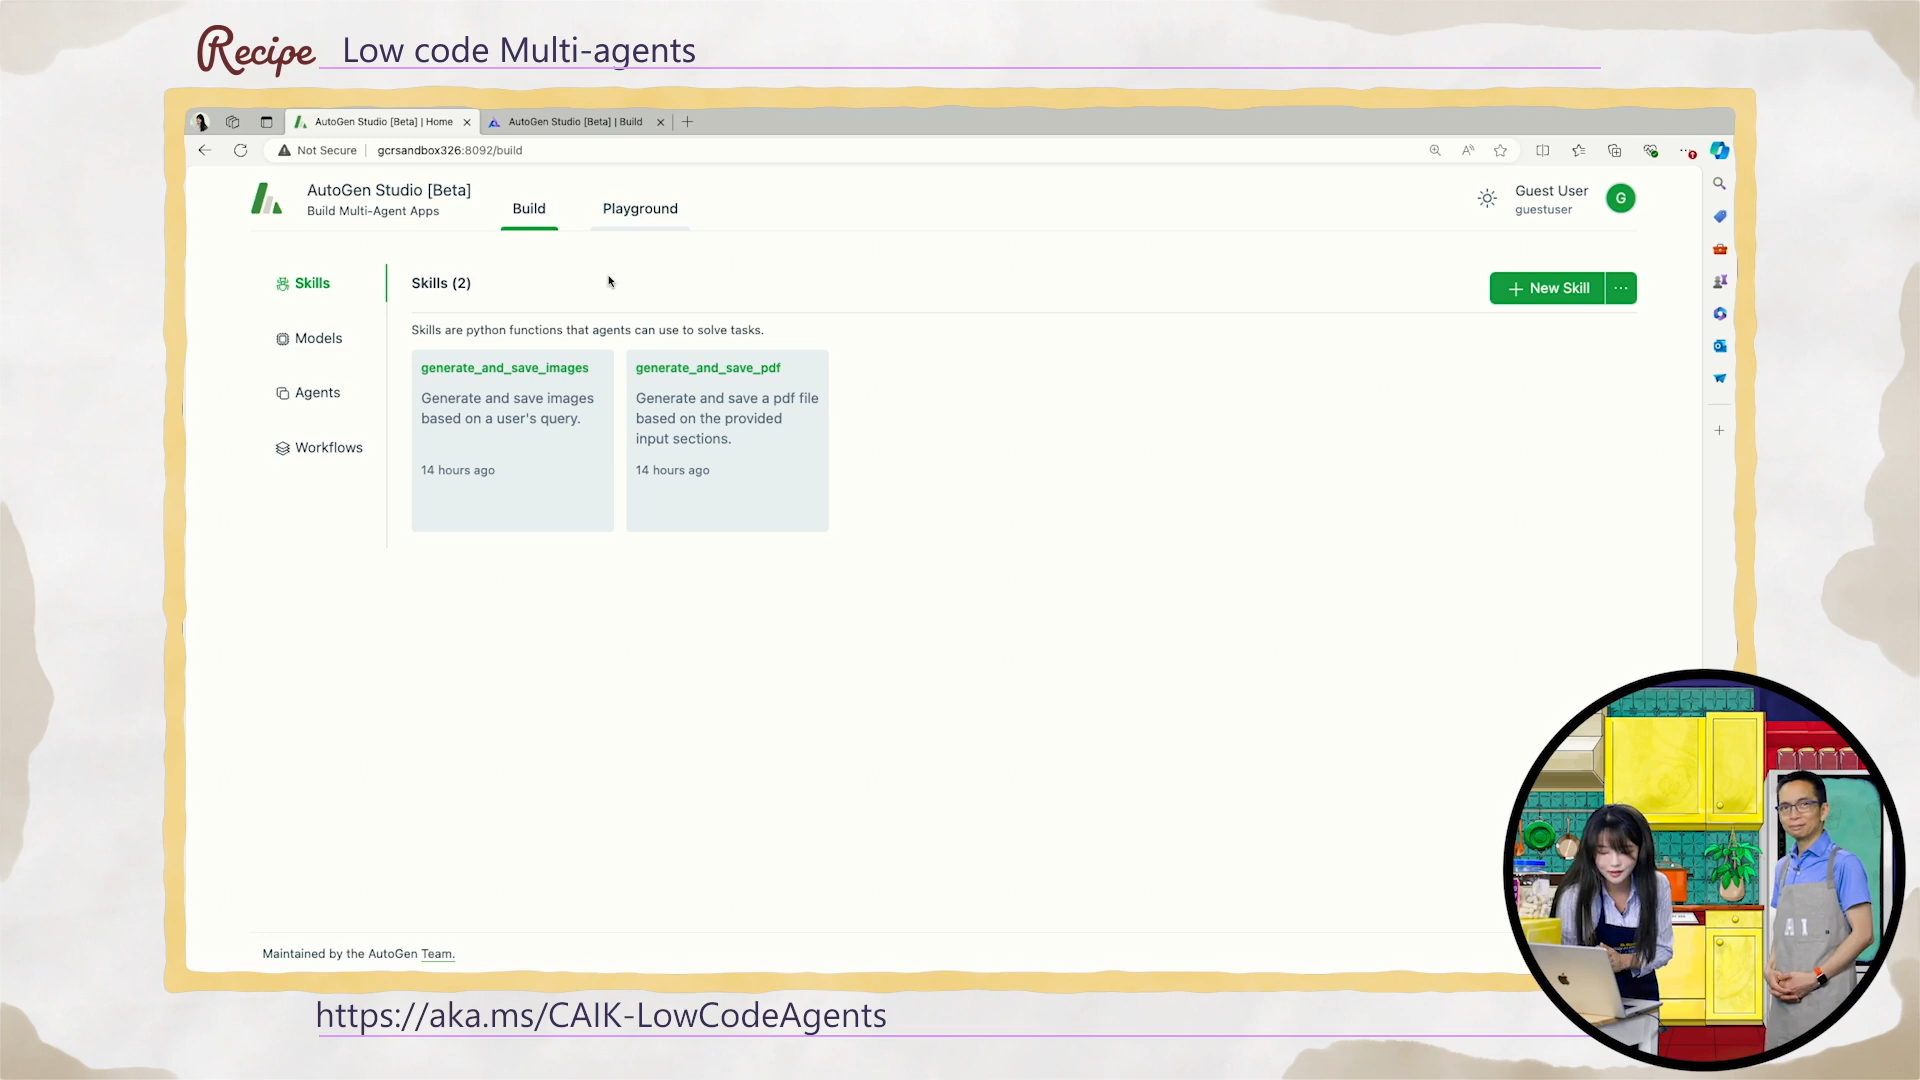 Recipe Low code Multi-agents
AutoGen Studio [Beta] | Home
AutoGen Studio [Beta] | Build
Not Secure | gcrsandbox326:8092/build
AutoGen Studio [Beta]
Build Multi-Agent Apps
Build
Playground
Guest User
guestuser
G
Skills
Models
Agents
Workflows
Skills (2)
+ New Skill ...
Skills are python functions that agents can use to solve tasks.
generate_and_save_images
Generate and save images
based on a user's query.
14 hours ago
generate_and_save_pdf
Generate and save a pdf file
based on the provided
input sections.
14 hours ago
Maintained by the AutoGen Team.
AI
https://aka.ms/CAIK-LowCodeAgents